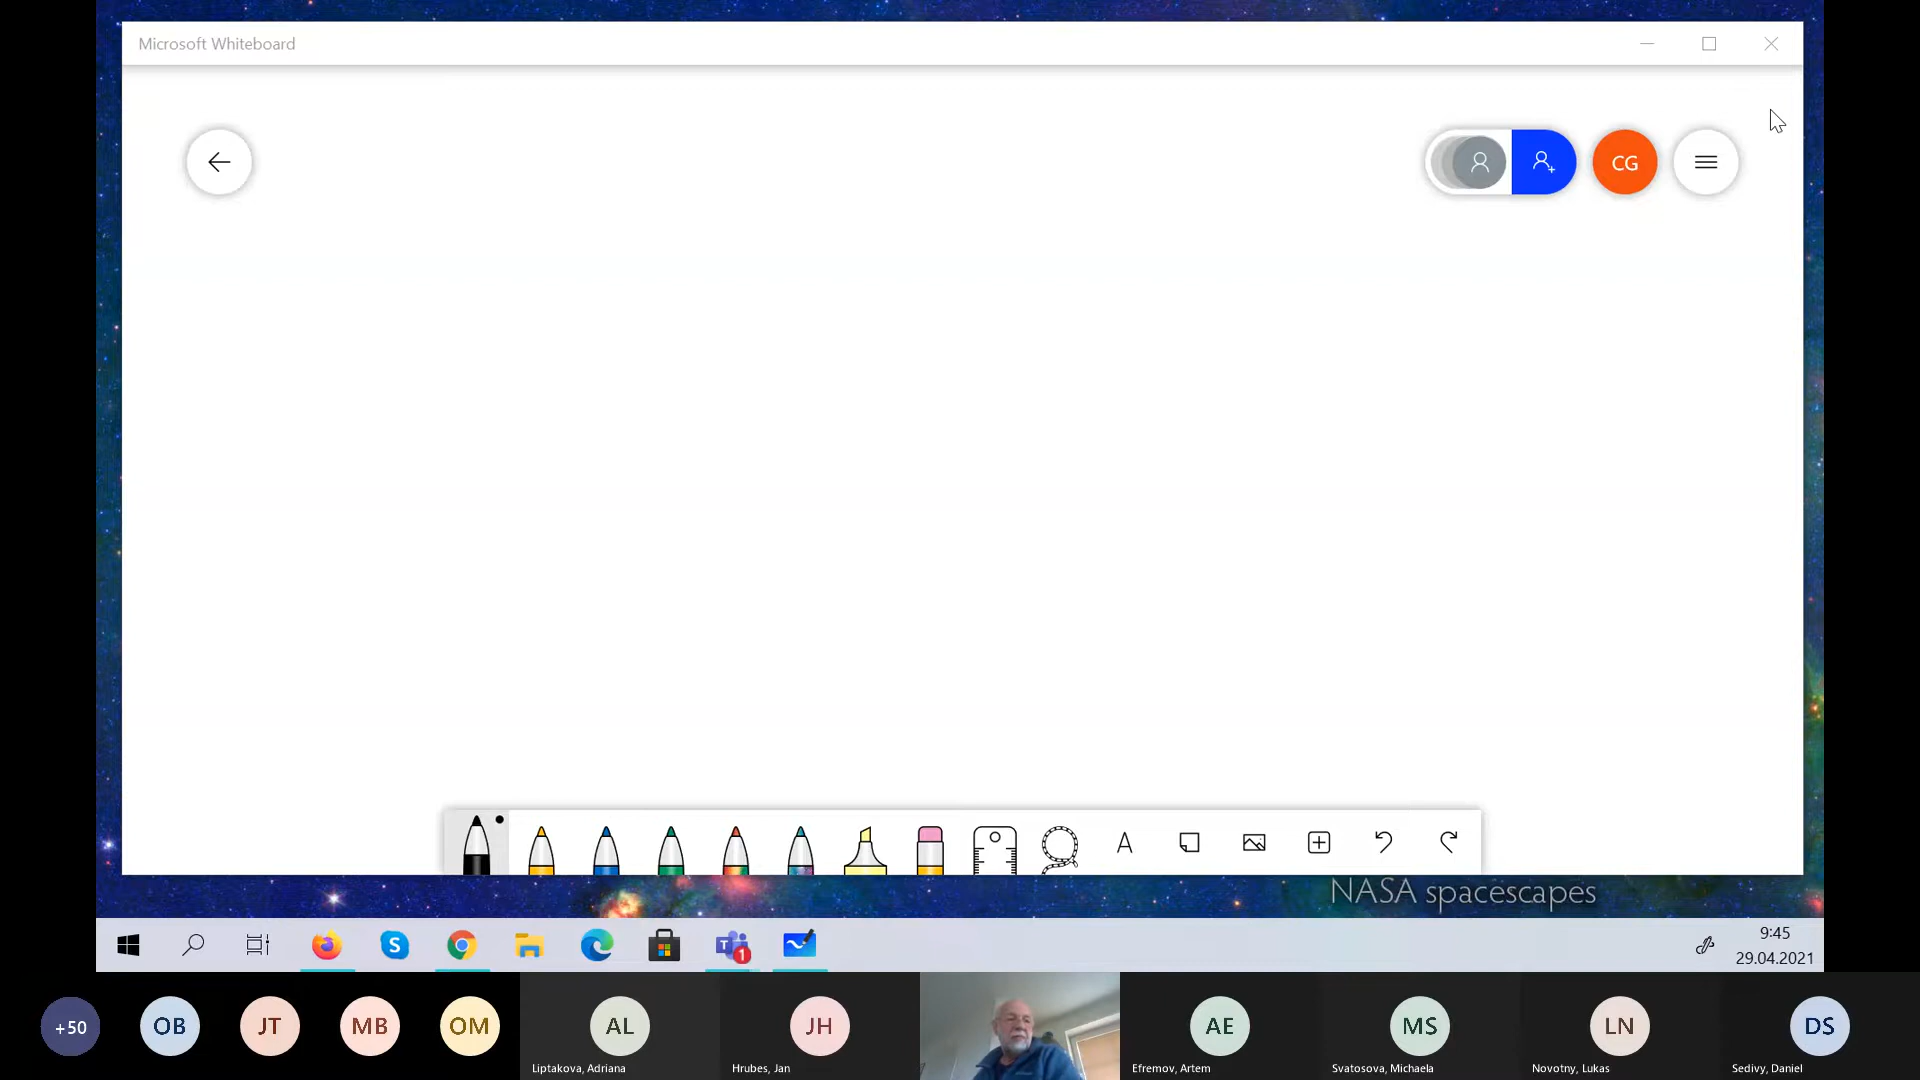 Microsoft Whiteboard
CG
A
NASA spacescapes
S
T
1
9:45
29.04.2021
+50
OB
JT
MB
OM
AL
JH
AE
MS
LN
DS
Liptakova, Adriana
Hrubes, Jan
Efremov, Artem
Svatosova, Michaela
Novotny, Lukas
Sedivy, Daniel